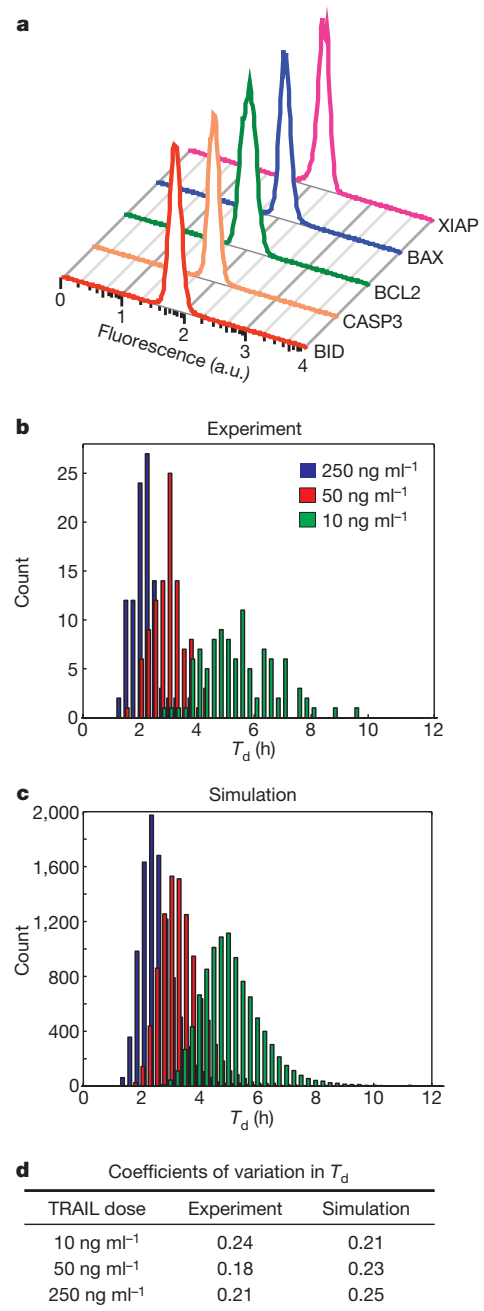 a
XIAP
BAX
BCL2
CASP3
BID
0
1
2
3
4
Fluorescence (a.u.)
b
Experiment
250 ng ml⁻¹
50 ng ml⁻¹
10 ng ml⁻¹
25
15
10
5
0
Count
0 2 4 6 8 10 12
T_d (h)
c
Simulation
2,000
1,600
1,200
800
400
0
Count
0 2 4 6 8 10 12
T_d (h)
d
Coefficients of variation in T_d
TRAIL dose Experiment Simulation
10 ng ml⁻¹ 0.24 0.21
50 ng ml⁻¹ 0.18 0.23
250 ng ml⁻¹ 0.21 0.25